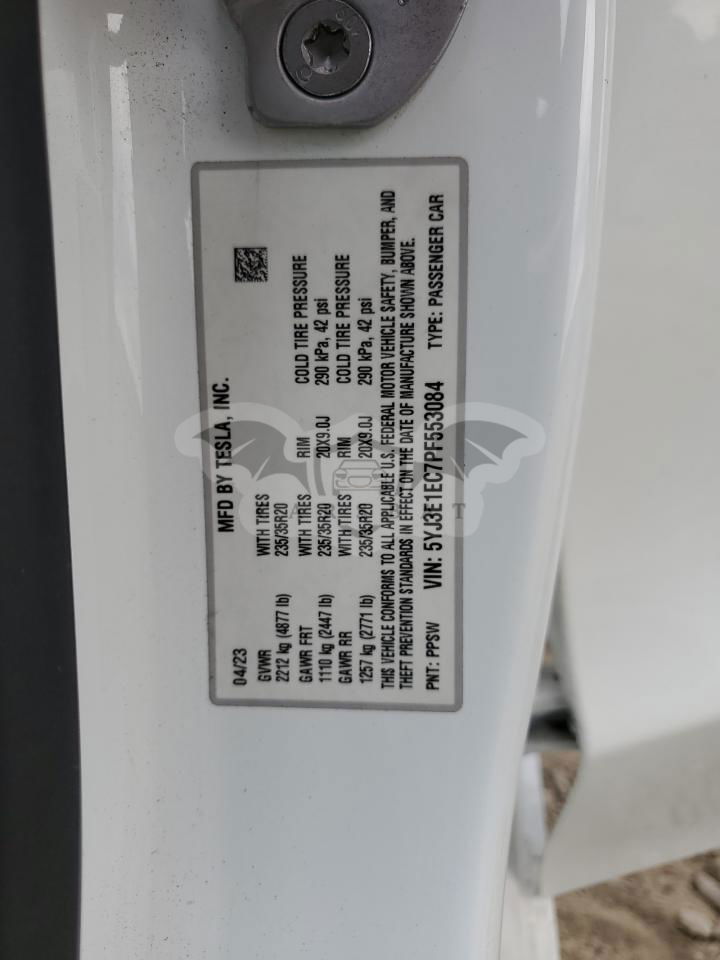 MFD BY TESLA, INC.
04/23
GVWR WITH TIRES
2212 kg (4877 lb) 235/35R20
GAWR FRT WITH TIRES RIM COLD TIRE PRESSURE
1110 kg (2447 lb) 235/35R20 20X9.0J 290 kPa, 42 psi
GAWR RR WITH TIRES RIM COLD TIRE PRESSURE
1257 kg (2771 lb) 235/35R20 20X9.0J 290 kPa, 42 psi
THIS VEHICLE CONFORMS TO ALL APPLICABLE U.S. FEDERAL MOTOR VEHICLE SAFETY, BUMPER, AND
THEFT PREVENTION STANDARDS IN EFFECT ON THE DATE OF MANUFACTURE SHOWN ABOVE.
PNT: PPSW VIN: 5YJ3E1EC7PF553084 TYPE: PASSENGER CAR